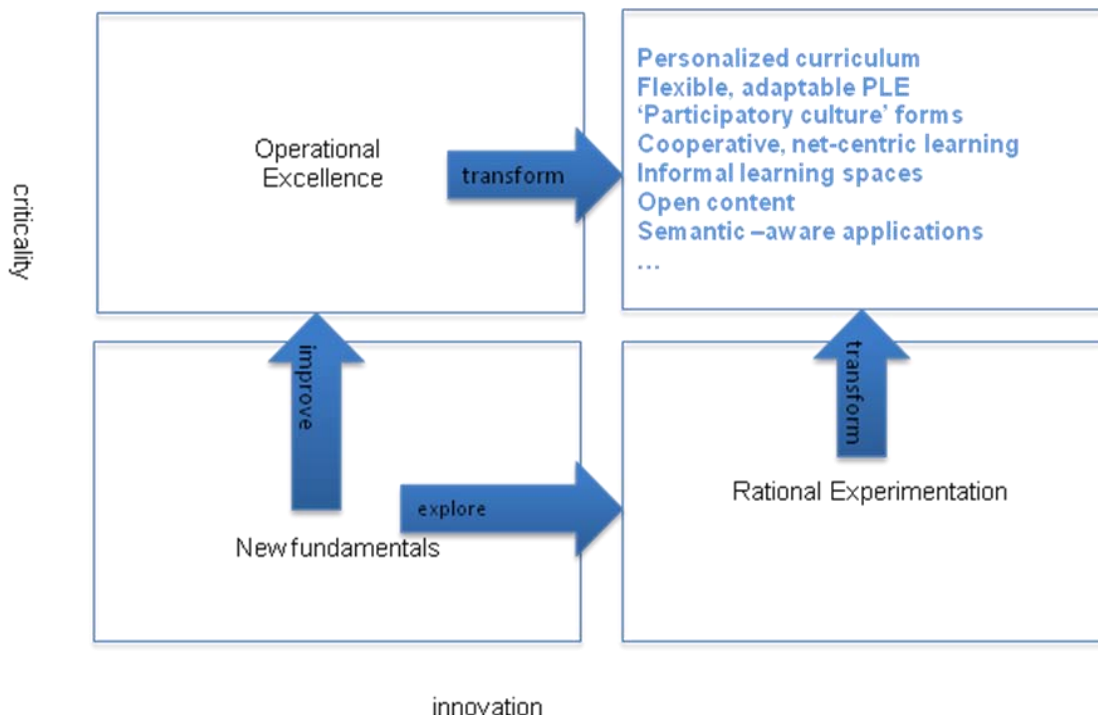 criticality
Operational
Excellence
transform
Personalized curriculum
Flexible, adaptable PLE
‘Participatory culture’ forms
Cooperative, net-centric learning
Informal learning spaces
Open content
Semantic –aware applications
...
improve
transform
explore
New fundamentals
Rational Experimentation
innovation